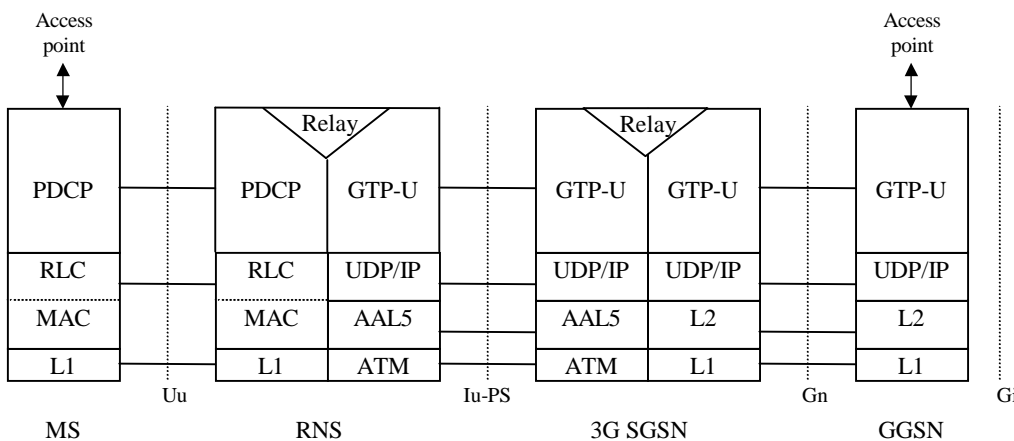 Access
point
Access
point
Relay
Relay
PDCP
PDCP
GTP-U
GTP-U
GTP-U
GTP-U
RLC
RLC
UDP/IP
UDP/IP
UDP/IP
UDP/IP
MAC
MAC
AAL5
AAL5
L2
L2
L1
L1
ATM
ATM
L1
L1
Uu
Iu-PS
Gn
Gi
MS
RNS
3G SGSN
GGSN